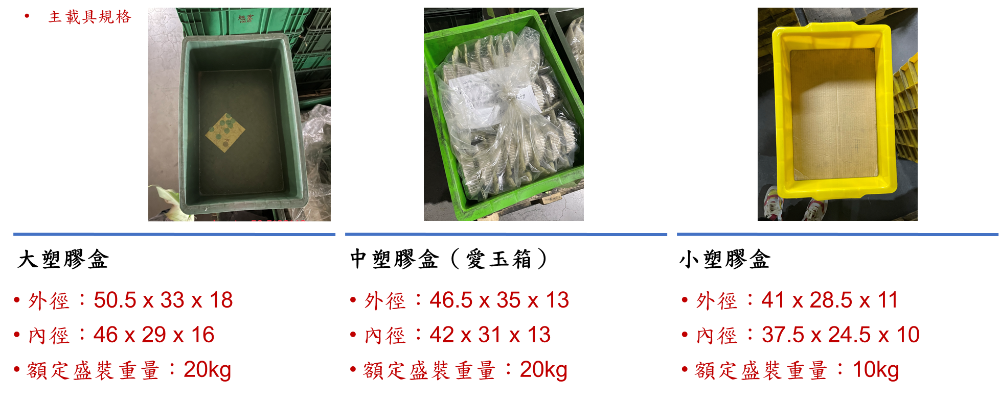 • 主載具規格
旭宏
大塑膠盒
• 外徑：50.5 x 33 x 18
• 內徑：46 x 29 x 16
• 額定盛裝重量：20kg
中塑膠盒（愛玉箱）
• 外徑：46.5 x 35 x 13
• 內徑：42 x 31 x 13
• 額定盛裝重量：20kg
小塑膠盒
• 外徑：41 x 28.5 x 11
• 內徑：37.5 x 24.5 x 10
• 額定盛裝重量：10kg